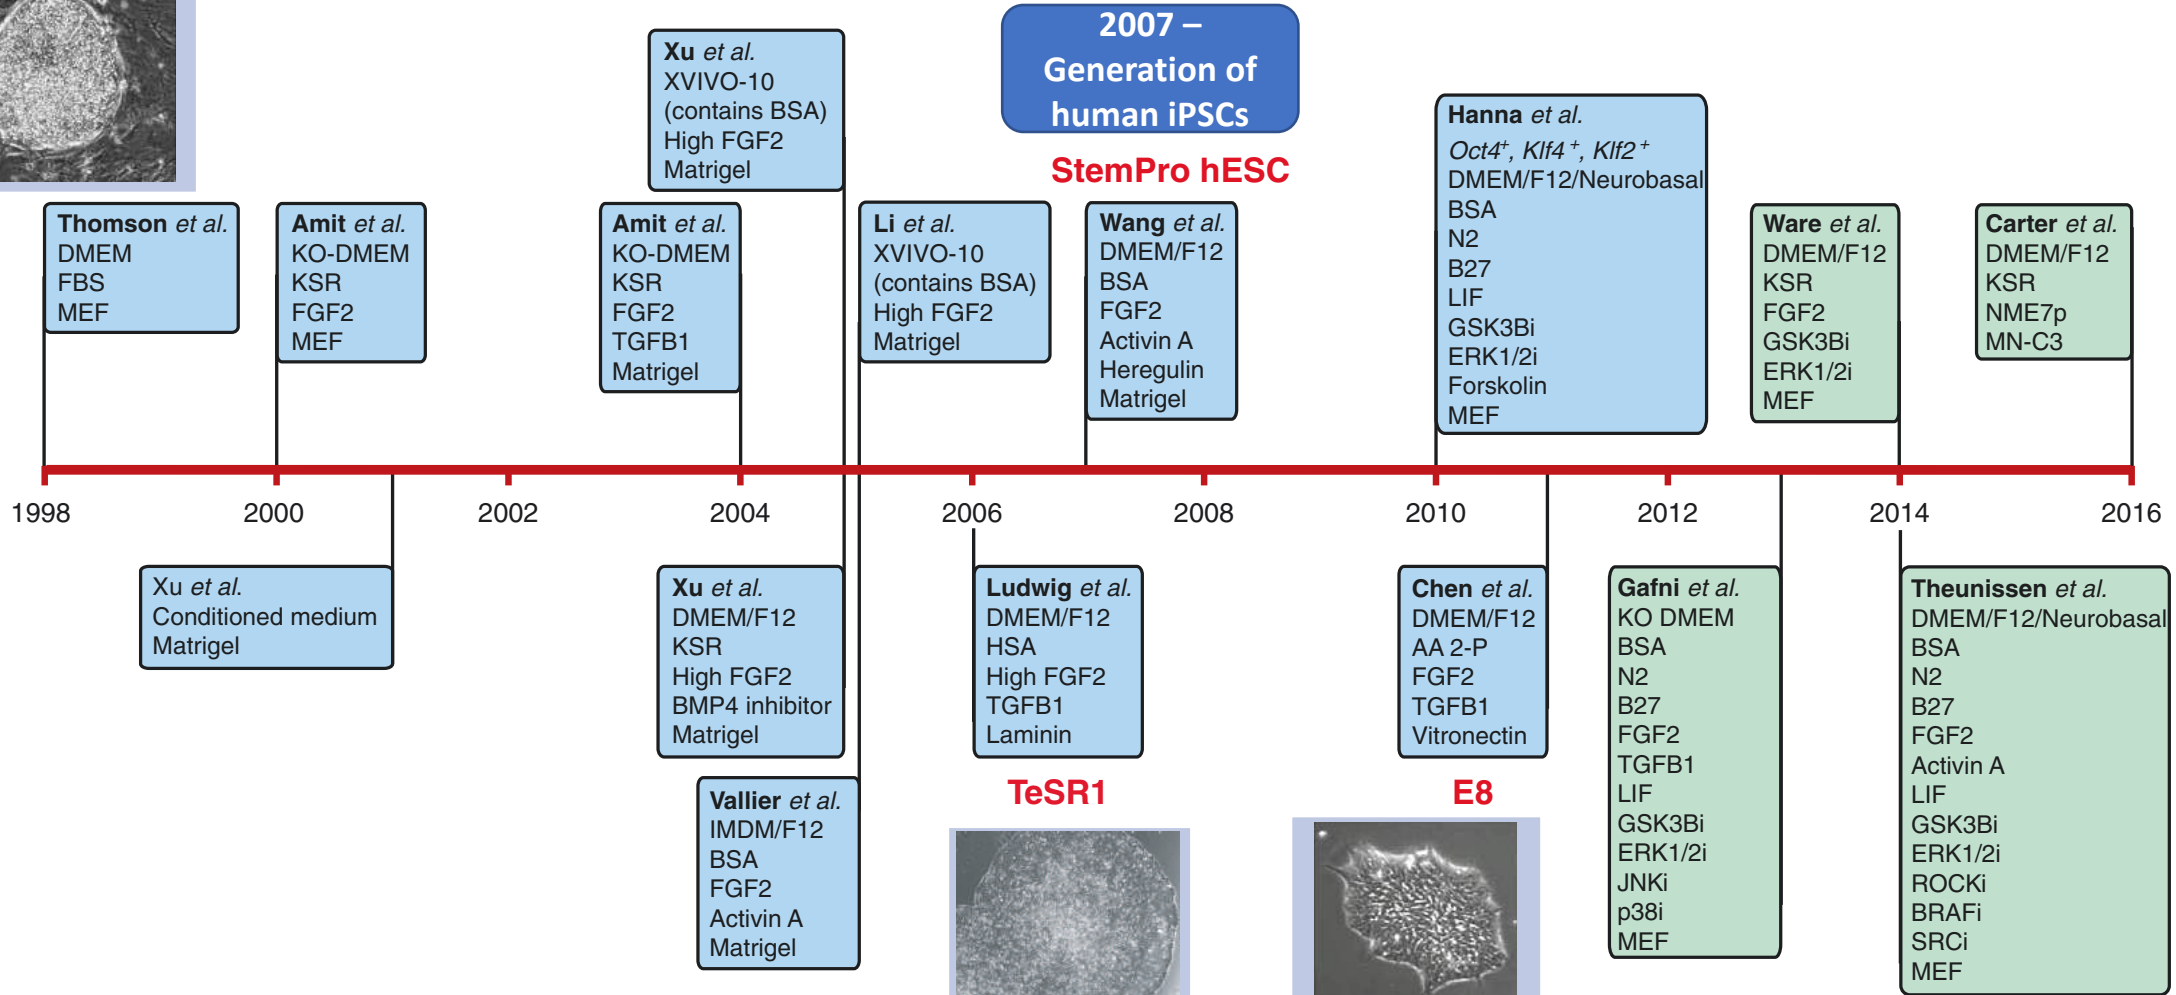 2007 –
Generation of
human iPSCs
Xu et al.
XVIVO-10
(contains BSA)
High FGF2
Matrigel
StemPro hESC
Thomson et al.
DMEM
FBS
MEF
Amit et al.
KO-DMEM
KSR
FGF2
MEF
Amit et al.
KO-DMEM
KSR
FGF2
TGFB1
Matrigel
Li et al.
XVIVO-10
(contains BSA)
High FGF2
Matrigel
Wang et al.
DMEM/F12
BSA
FGF2
Activin A
Heregulin
Matrigel
Hanna et al.
Oct4⁺, Klf4⁺, Klf2⁺
DMEM/F12/Neurobasal
BSA
N2
B27
LIF
GSK3Bi
ERK1/2i
Forskolin
MEF
Ware et al.
DMEM/F12
KSR
FGF2
GSK3Bi
ERK1/2i
MEF
Carter et al.
DMEM/F12
KSR
NME7p
MN-C3
1998 2000 2002 2004 2006 2008 2010 2012 2014 2016
Xu et al.
Conditioned medium
Matrigel
Xu et al.
DMEM/F12
KSR
High FGF2
BMP4 inhibitor
Matrigel
Vallier et al.
IMDM/F12
BSA
FGF2
Activin A
Matrigel
Ludwig et al.
DMEM/F12
HSA
High FGF2
TGFB1
Laminin
TeSR1
Chen et al.
DMEM/F12
AA 2-P
FGF2
TGFB1
Vitronectin
E8
Gafni et al.
KO DMEM
BSA
N2
B27
FGF2
TGFB1
LIF
GSK3Bi
ERK1/2i
JNKi
p38i
MEF
Theunissen et al.
DMEM/F12/Neurobasal
BSA
N2
B27
FGF2
Activin A
LIF
GSK3Bi
ERK1/2i
ROCKi
BRAFi
SRCi
MEF